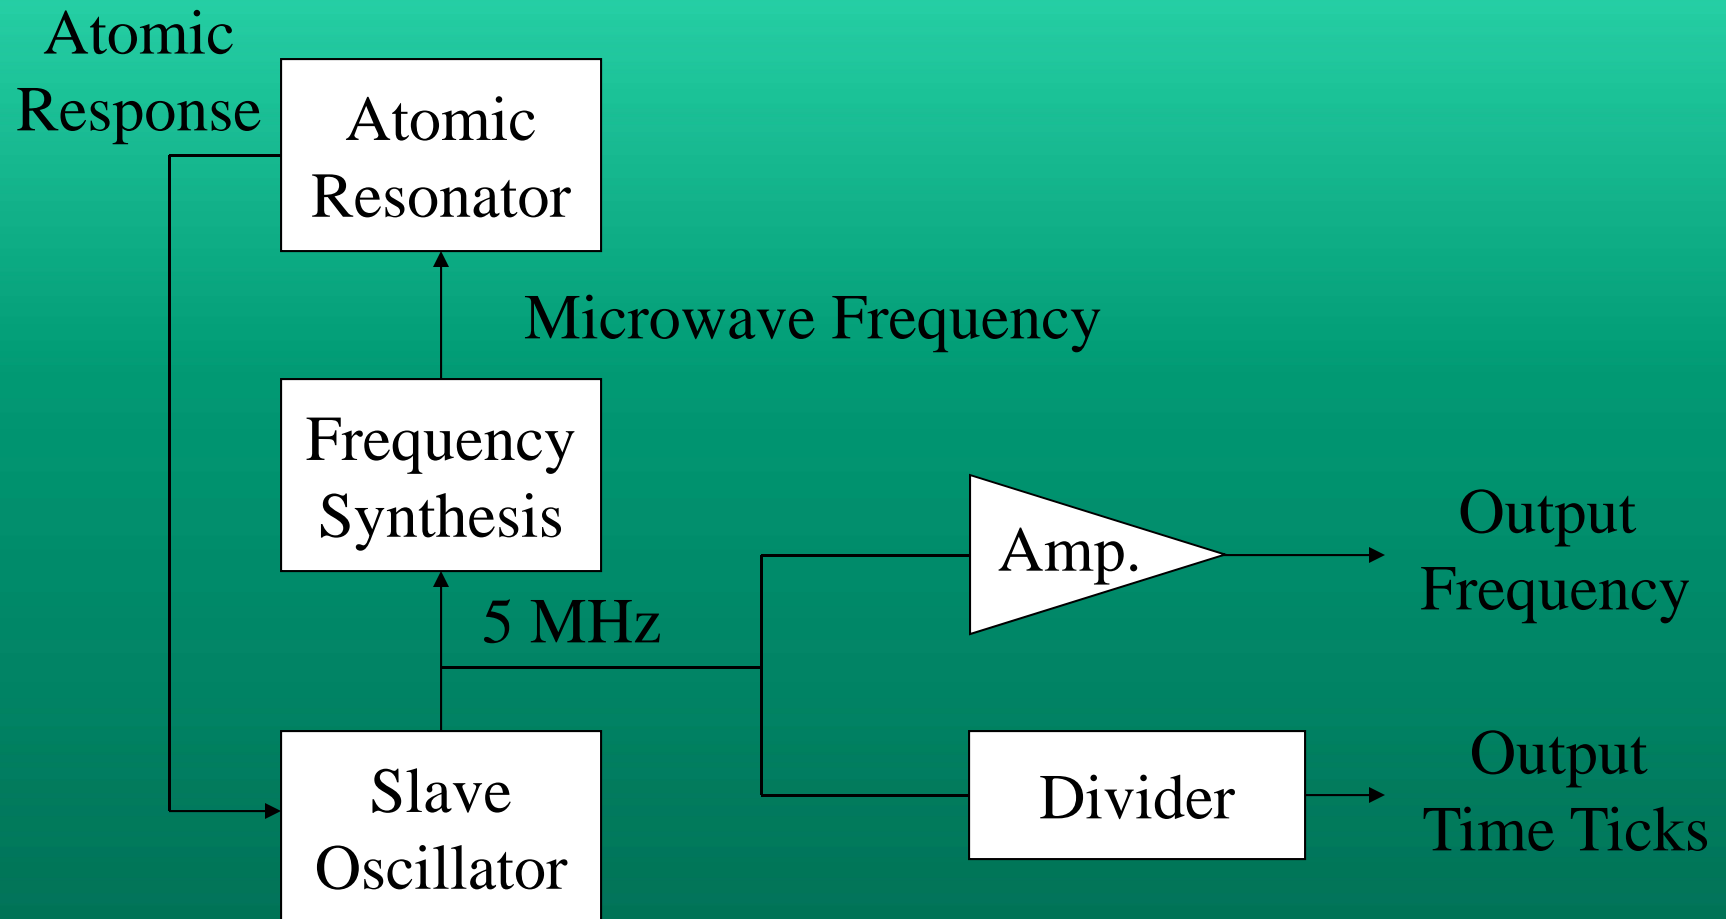 Atomic
Response
Atomic
Resonator
Microwave Frequency
Frequency
Synthesis
5 MHz
Amp.
Output
Frequency
Slave
Oscillator
Divider
Output
Time Ticks